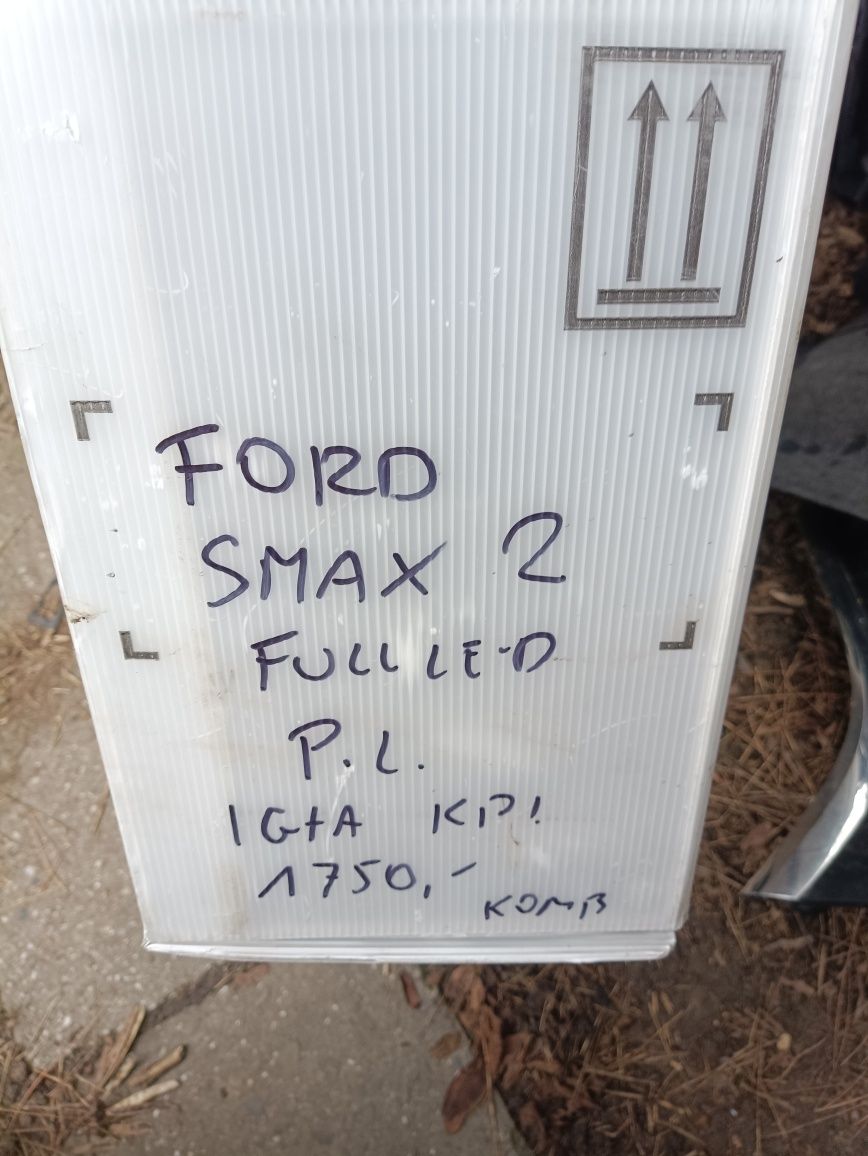 FORD
SMAX 2
FULL LED
P.L.
IGŁA KPL
1750,-
KOMB